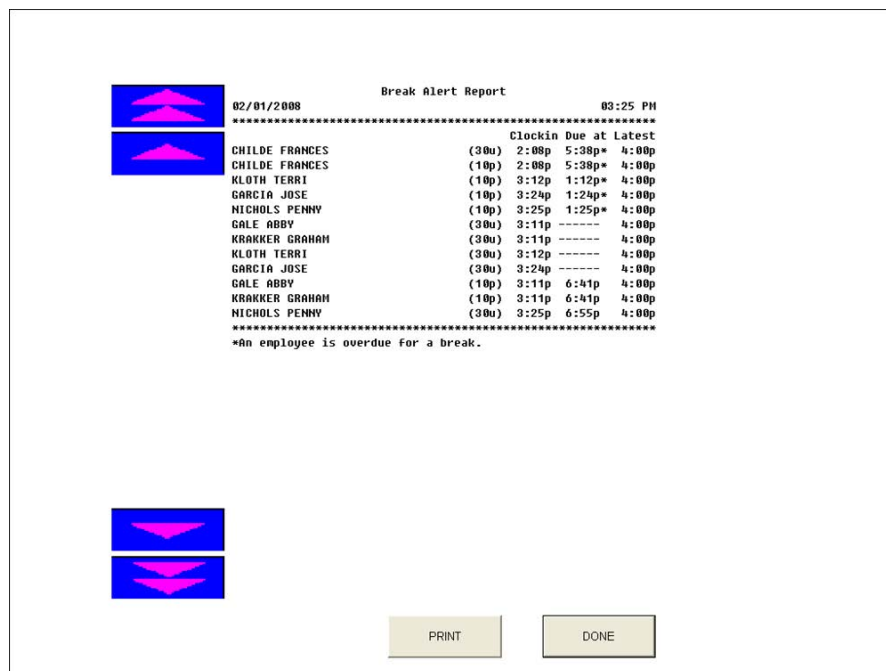 Break Alert Report
02/01/2008 03:25 PM
*************************************************************
Clockin Due at Latest
CHILDE FRANCES (30u) 2:08p 5:38p* 4:00p
CHILDE FRANCES (10p) 2:08p 5:38p* 4:00p
KLOTH TERRI (10p) 3:12p 1:12p* 4:00p
GARCIA JOSE (10p) 3:24p 1:24p* 4:00p
NICHOLS PENNY (10p) 3:25p 1:25p* 4:00p
GALE ABBY (30u) 3:11p ------ 4:00p
KRAKKER GRAHAM (30u) 3:11p ------ 4:00p
KLOTH TERRI (30u) 3:12p ------ 4:00p
GARCIA JOSE (30u) 3:24p ------ 4:00p
GALE ABBY (10p) 3:11p 6:41p 4:00p
KRAKKER GRAHAM (10p) 3:11p 6:41p 4:00p
NICHOLS PENNY (30u) 3:25p 6:55p 4:00p
*************************************************************
*An employee is overdue for a break.
PRINT DONE